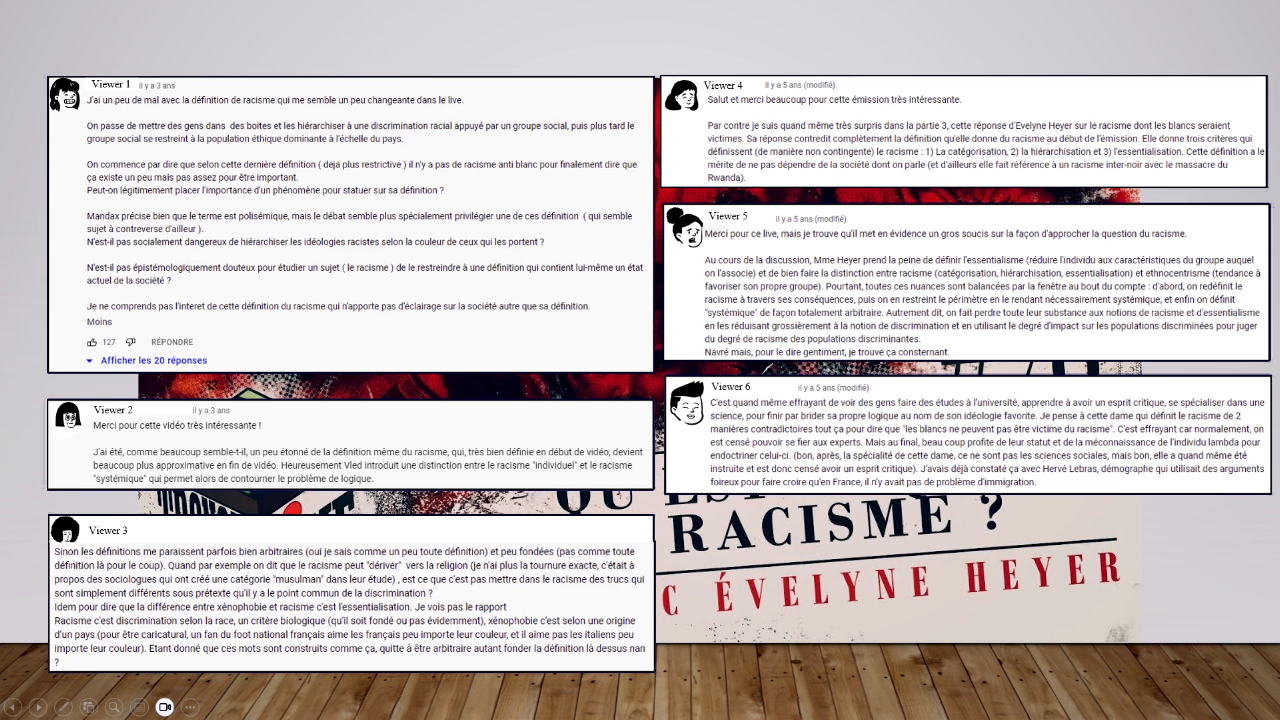 Viewer 1 il y a 3 ans
J'ai un peu de mal avec la définition de racisme qui me semble un peu changeante dans le live.
On passe de mettre des gens dans des boites et les hiérarchiser à une discrimination racial appuyé par un group social, puis plus tard le
groupe social se restreint à la population éthique dominante à l'échelle du pays.
On commence par dire que selon cette dernière définition ( deja plus restrictive ) il n'y a pas de racisme anti blanc pour finalement dire que
ça existe un peu mais pas assez pour être important.
Peut-on légitimement placer l'importance d'un phénomène pour statuer sur sa définition ?
Mandax précise bien que le terme est polisémique, mais le débat semble plus spécialement privilégier une de ces définition ( qui semble
sujet à controverse d'ailleur ).
N'est-il pas socialement dangereux de hiérarchiser les idéologies racistes selon la couleur de ceux qui les portent ?
N'est-il pas épistémologiquement douteux pour étudier un sujet ( le racisme ) de le restreindre à une définition qui contient lui-même un état
actuel de la société ?
Je ne comprends pas l'interet de cette définition du racisme qui n'apporte pas d'éclairage sur la société autre que sa définition.
Moins
127 RÉPONDRE
Afficher les 20 réponses
Viewer 2 il y a 3 ans
Merci pour cette vidéo très intéressante !
J'ai été, comme beaucoup semble-t-il, un peu étonné de la définition même du racisme, qui, très bien définie en début de vidéo, devient
beaucoup plus approximative en fin de vidéo. Heureusement Vled introduit une distinction entre le racisme "individuel" et le racisme
"systémique" qui permet alors de contourner le problème de logique.
Viewer 3
Sinon les définitions me paraissent parfois bien arbitraires (oui je sais comme un peu toute définition) et peu fondées (pas comme toute
définition là pour le coup). Quand par exemple on dit que le racisme peut "dériver" vers la religion (je n'ai plus la tournure exacte, c'était à
propos des sociologues qui ont créé une catégorie "musulman" dans leur étude) , est ce que c'est pas mettre dans le racisme des trucs qui
sont simplement différents sous prétexte qu'il y a le point commun de la discrimination ?
Idem pour dire que la différence entre xénophobie et racisme c'est l'essentialisation. Je vois pas le rapport
Racisme c'est discrimination selon la race, un critère biologique (qu'il soit fondé ou pas évidemment), xénophobie c'est selon une origine
d'un pays (pour être caricatural, un fan du foot national français aime les français peu importe leur couleur, et il aime pas les italiens peu
importe leur couleur). Etant donné que ces mots sont construits comme ça, quitte à être arbitraire autant fonder la définition là dessus nan
?
Viewer 4 il y a 5 ans (modifié)
Salut et merci beaucoup pour cette émission très intéressante.
Par contre je suis quand même très surpris dans la partie 3, cette réponse d'Evelyne Heyer sur le racisme dont les blancs seraient
victimes. Sa réponse contredit complètement la définition qu'elle donne du racisme au début de l'émission. Elle donne trois critères qui
définissent (de manière non contingente) le racisme : 1) La catégorisation, 2) la hiérarchisation et 3) l'essentialisation. Cette définition a le
mérite de ne pas dépendre de la société dont on parle (et d'ailleurs elle fait référence à un racisme inter-noir avec le massacre du
Rwanda).
Viewer 5 il y a 5 ans (modifié)
Merci pour ce live, mais je trouve qu'il met en évidence un gros soucis sur la façon d'approcher la question du racisme.
Au cours de la discussion, Mme Heyer prend la peine de définir l'essentialisme (réduire l'individu aux caractéristiques du groupe auquel
on l'associe) et de bien faire la distinction entre racisme (catégorisation, hiérarchisation, essentialisation) et ethnocentrisme (tendance à
favoriser son propre groupe). Pourtant, toutes ces nuances sont balancées par la fenêtre au bout du compte : d'abord, on redéfinit le
racisme à travers ses conséquences, puis on en restreint le périmètre en le rendant nécessairement systémique, et enfin on définit
"systémique" de façon totalement arbitraire. Autrement dit, on fait perdre toute leur substance aux notions de racisme et d'essentialisme
en les réduisant grossièrement à la notion de discrimination et en utilisant le degré d'impact sur les populations discriminées pour juger
du degré de racisme des populations discriminantes.
Navré mais, pour le dire gentiment, je trouve ça consternant.
Viewer 6 il y a 5 ans (modifié)
C'est quand même effrayant de voir des gens faire des études à l'université, apprendre à avoir un esprit critique, se spécialiser dans une
science, pour finir par brider sa propre logique au nom de son idéologie favorite. Je pense à cette dame qui définit le racisme de 2
manières contradictoires tout ça pour dire que "les blancs ne peuvent pas être victime du racisme". C'est effrayant car normalement, on
est censé pouvoir se fier aux experts. Mais au final, beau coup profite de leur statut et de la méconnaissance de l'individu lambda pour
endoctriner celui-ci. (bon, après, la spécialité de cette dame, ce ne sont pas les sciences sociales, mais bon, elle a quand même été
instruite et est donc censé avoir un esprit critique). J'avais déjà constaté ça avec Hervé Lebras, démographe qui utilisait des arguments
foireux pour faire croire qu'en France, il n'y avait pas de problème d'immigration.
RACISME ?
C ÉVELYNE HEYER